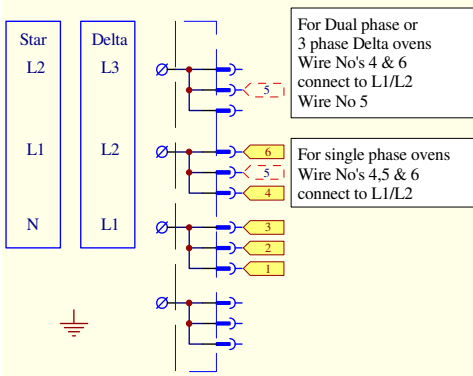 Star
L2
L1
N
Delta
L3
L2
L1
5
6
5
4
3
2
1
For Dual phase or
3 phase Delta ovens
Wire No's 4 & 6
connect to L1/L2
Wire No 5
For single phase ovens
Wire No's 4,5 & 6
connect to L1/L2